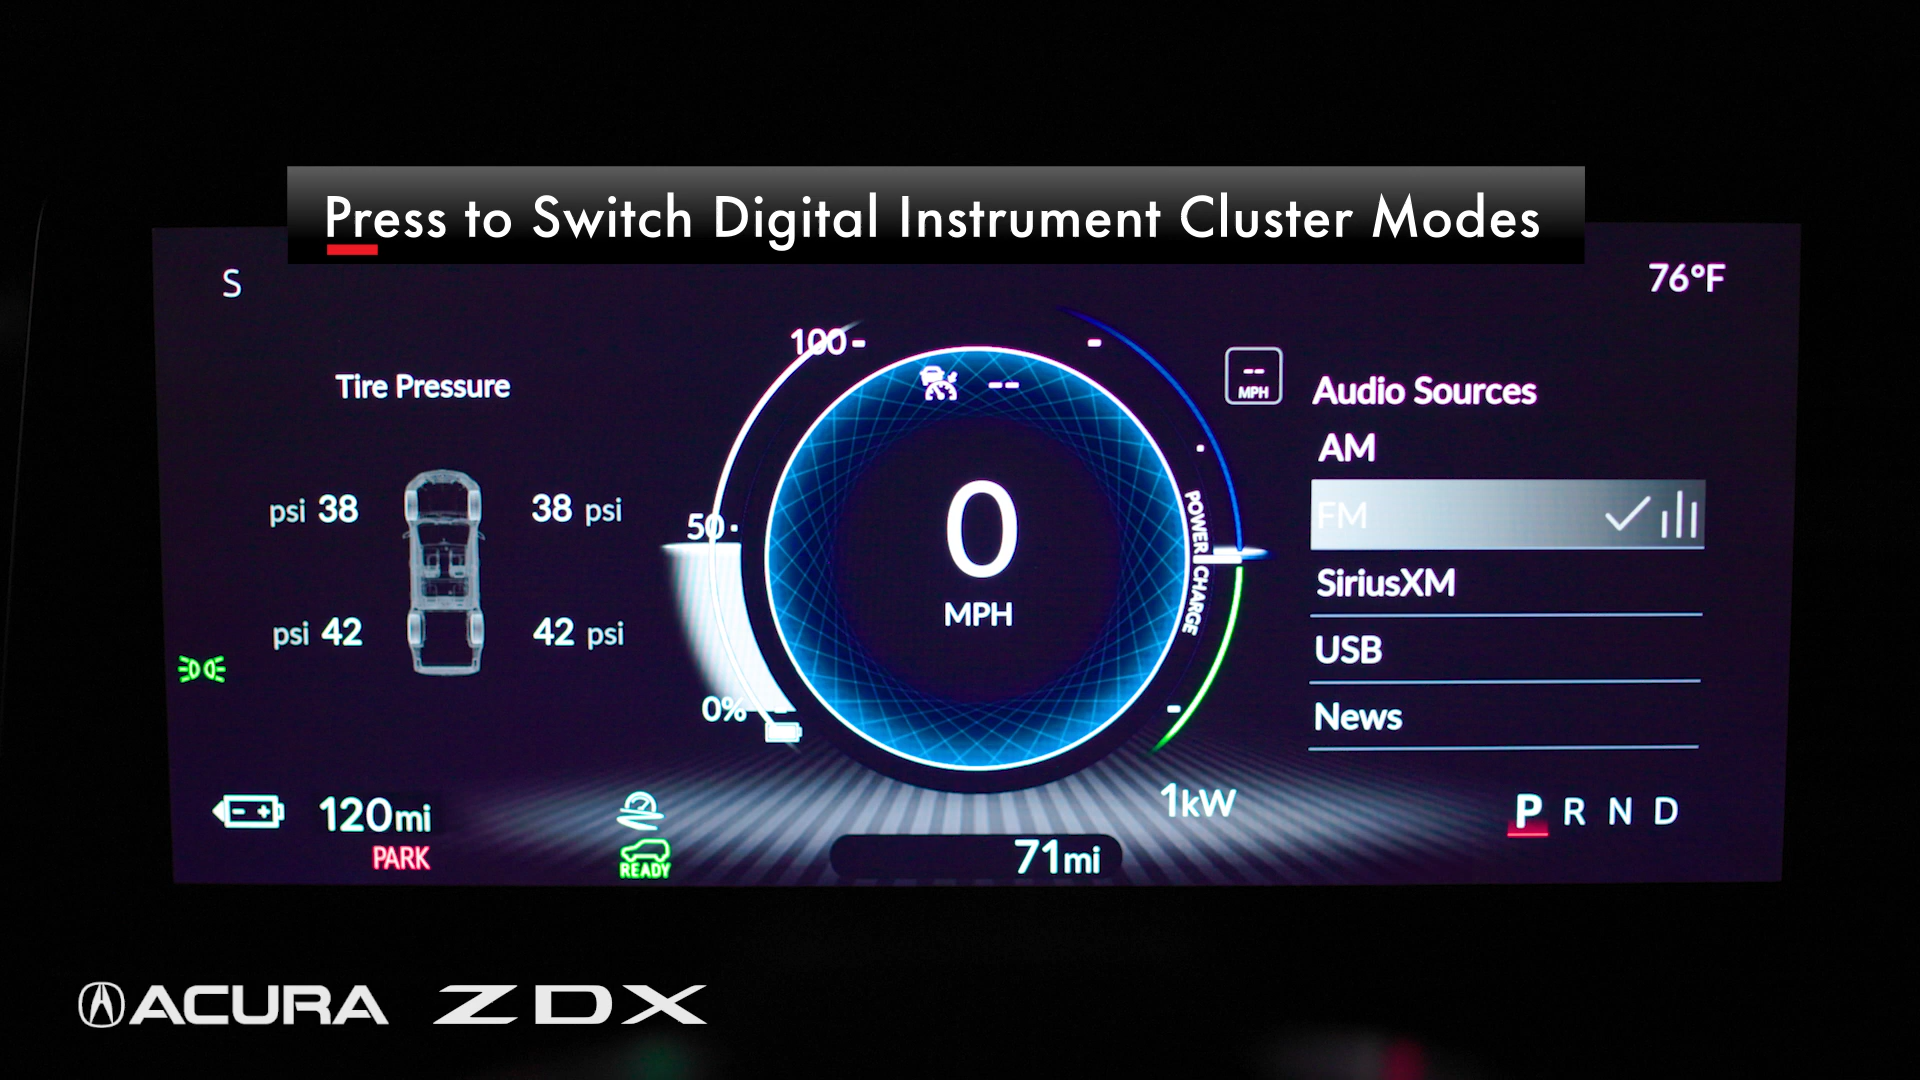 Press to Switch Digital Instrument Cluster Modes
S
76°F
Tire Pressure
psi 38
38 psi
psi 42
42 psi
100
50
0%
--
0
MPH
POWER
CHARGE
--
MPH
Audio Sources
AM
FM
SiriusXM
USB
News
120mi
PARK
READY
1kW
71mi
P R N D
ACURA ZDX